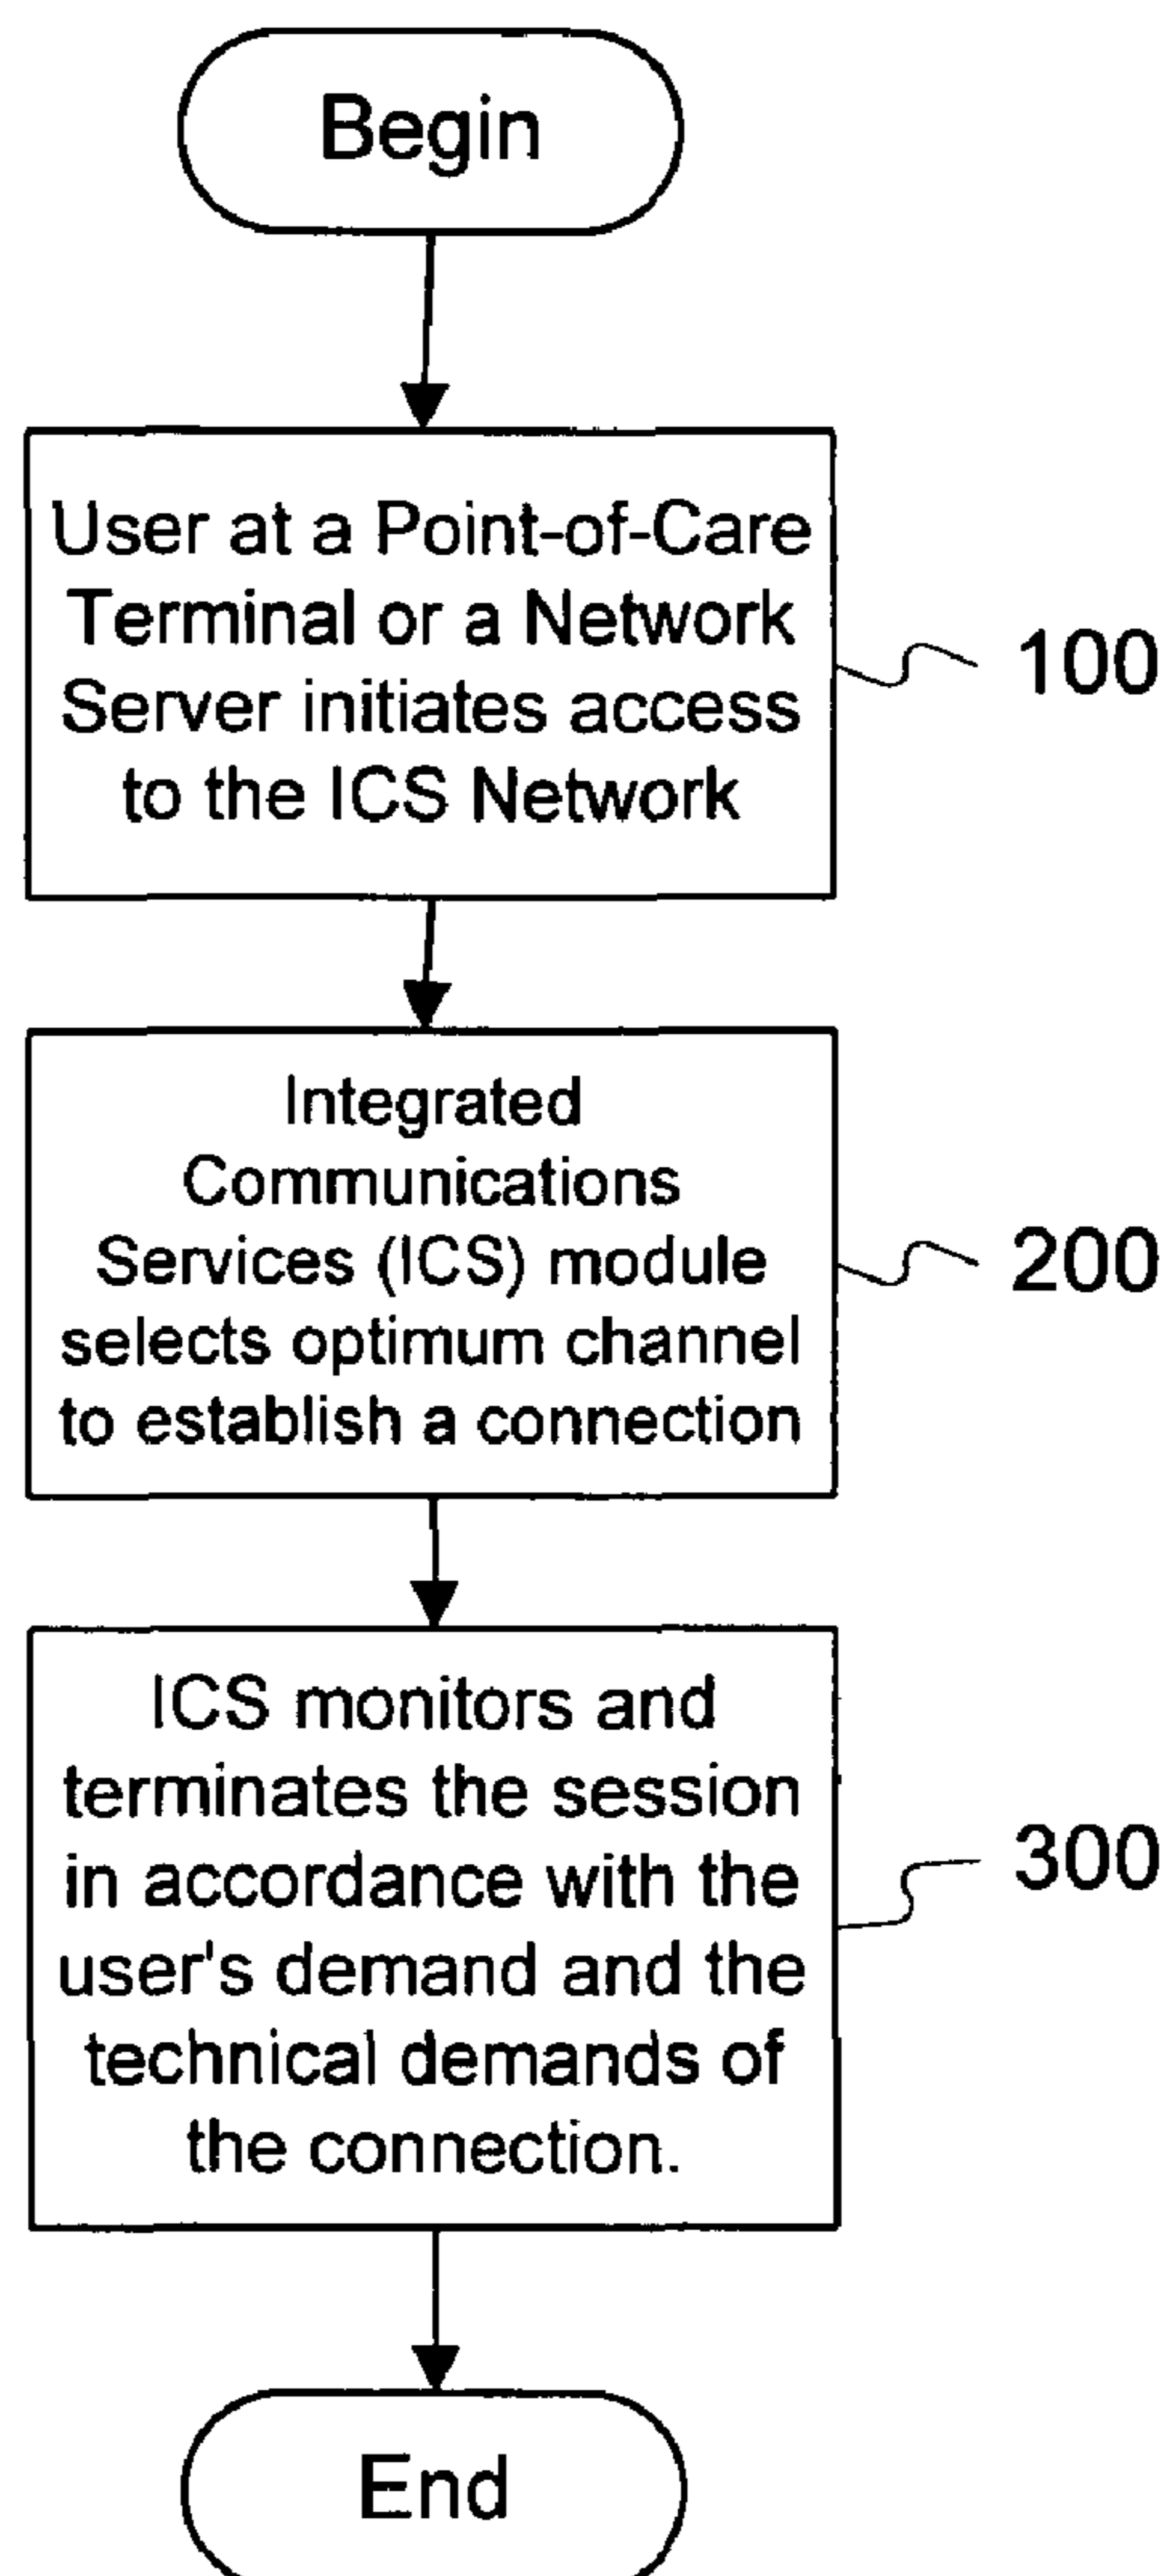 Begin
User at a Point-of-Care
Terminal or a Network
Server initiates access
to the ICS Network
100
Integrated
Communications
Services (ICS) module
selects optimum channel
to establish a connection
200
ICS monitors and
terminates the session
in accordance with the
user's demand and the
technical demands of
the connection.
300
End